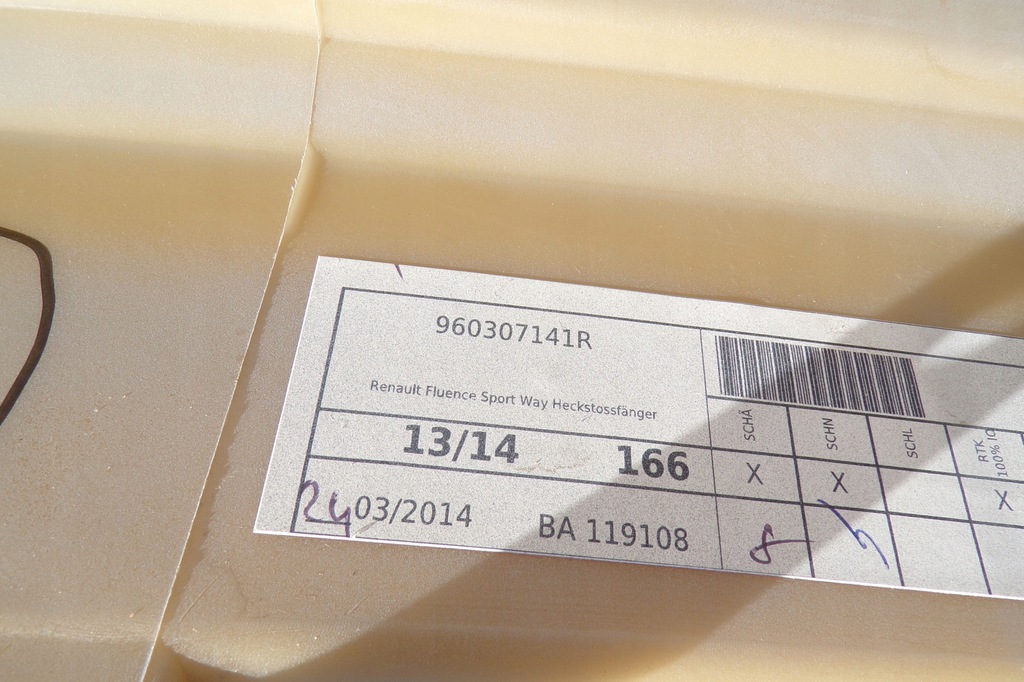 960307141R
Renault Fluence Sport Way Heckstossfänger
13/14 166
24 03/2014 BA 119108
SCHÄ SCHN SCHL RTK
100%
X X X
8